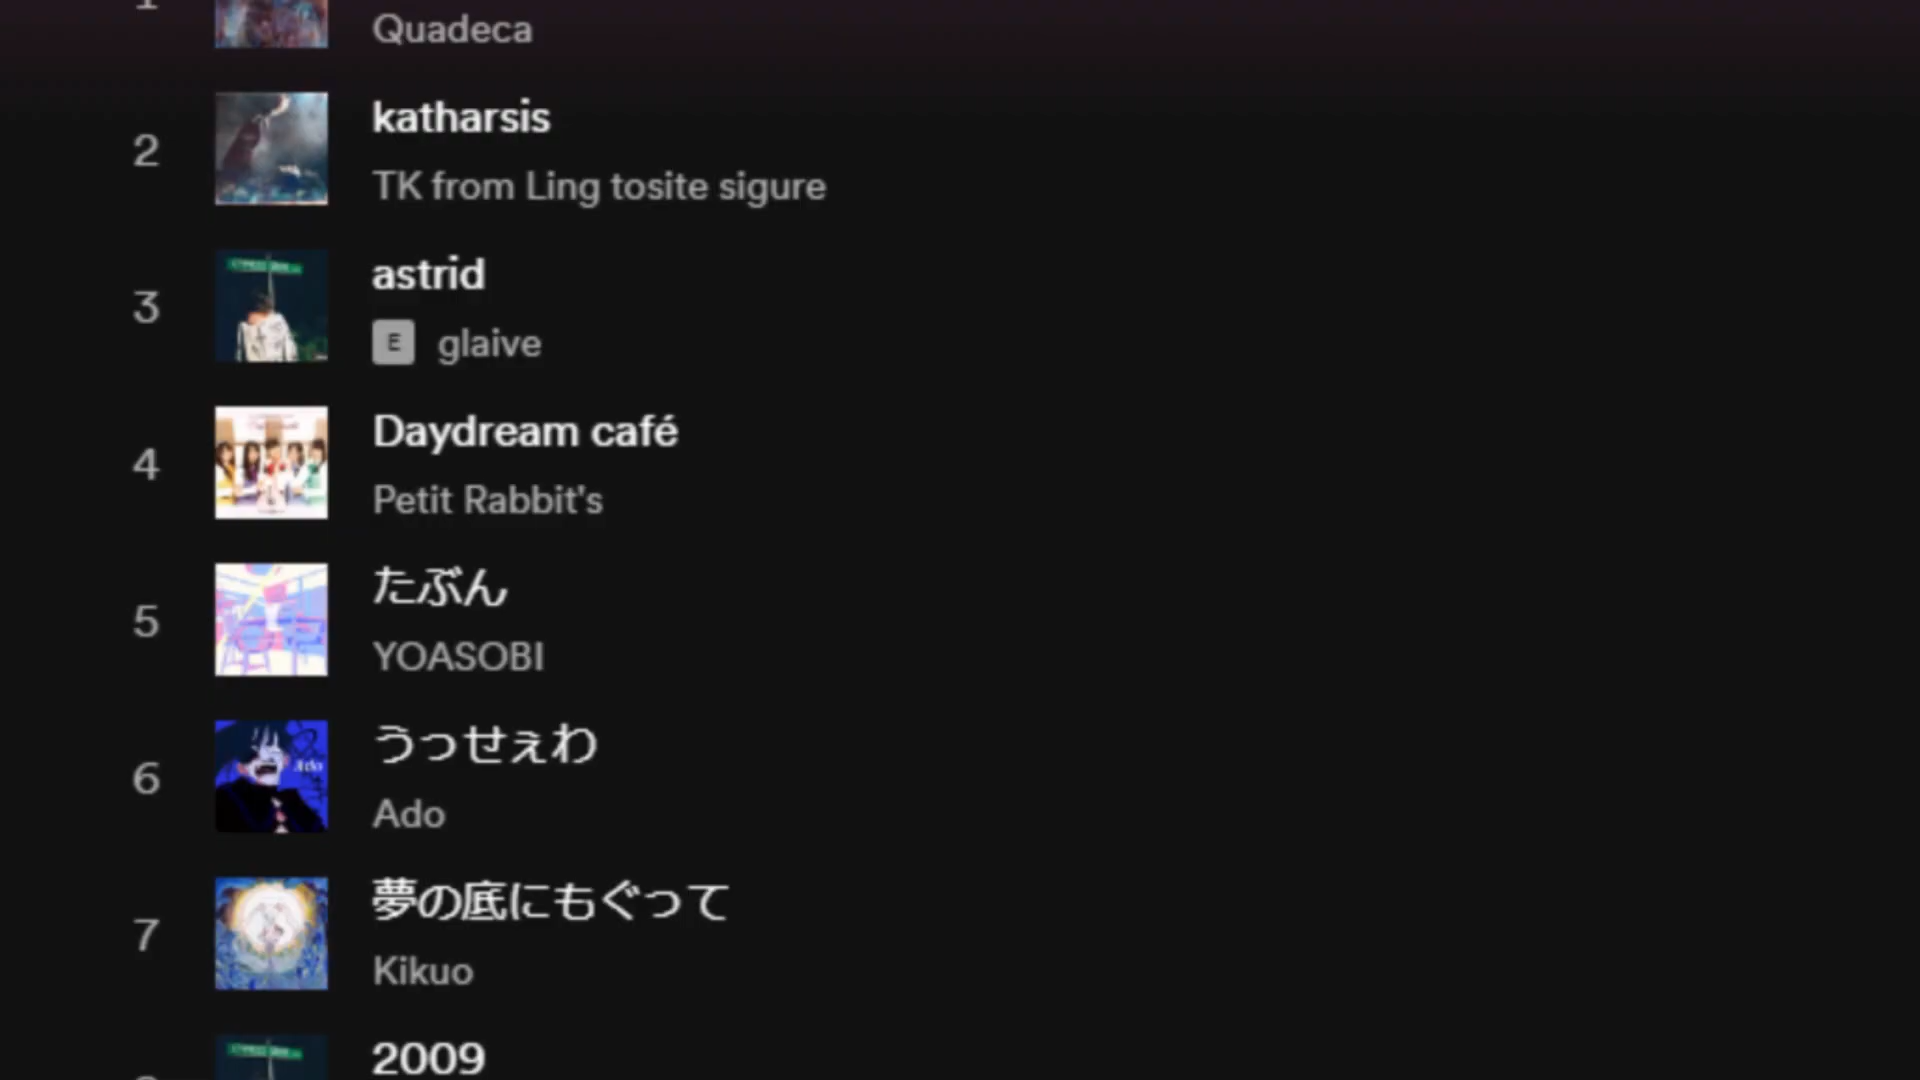 Quadeca
2
katharsis
TK from Ling tosite sigure
3
astrid
E glaive
4
Daydream café
Petit Rabbit's
5
たぶん
YOASOBI
6
うっせぇわ
Ado
Ado
7
夢の底にもぐって
Kikuo
2009